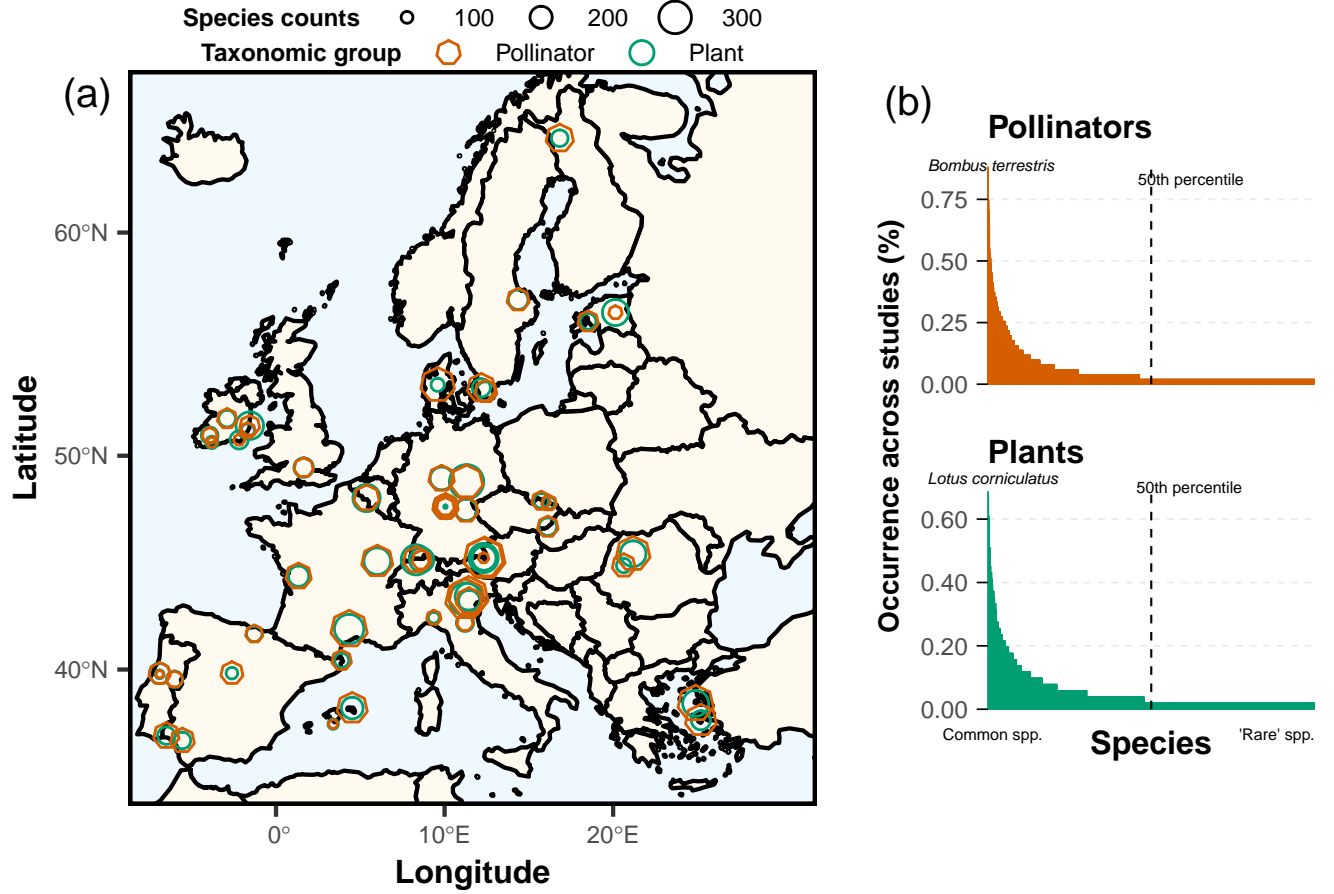 Species counts 100 200 300
Taxonomic group Pollinator Plant
(a)
60°N
50°N
40°N
Latitude
0° 10°E 20°E
Longitude
(b)
Pollinators
Bombus terrestris
50th percentile
0.75
0.50
0.25
0.00
Occurrence across studies (%)
Plants
Lotus corniculatus
50th percentile
0.60
0.40
0.20
0.00
Common spp. Species 'Rare' spp.